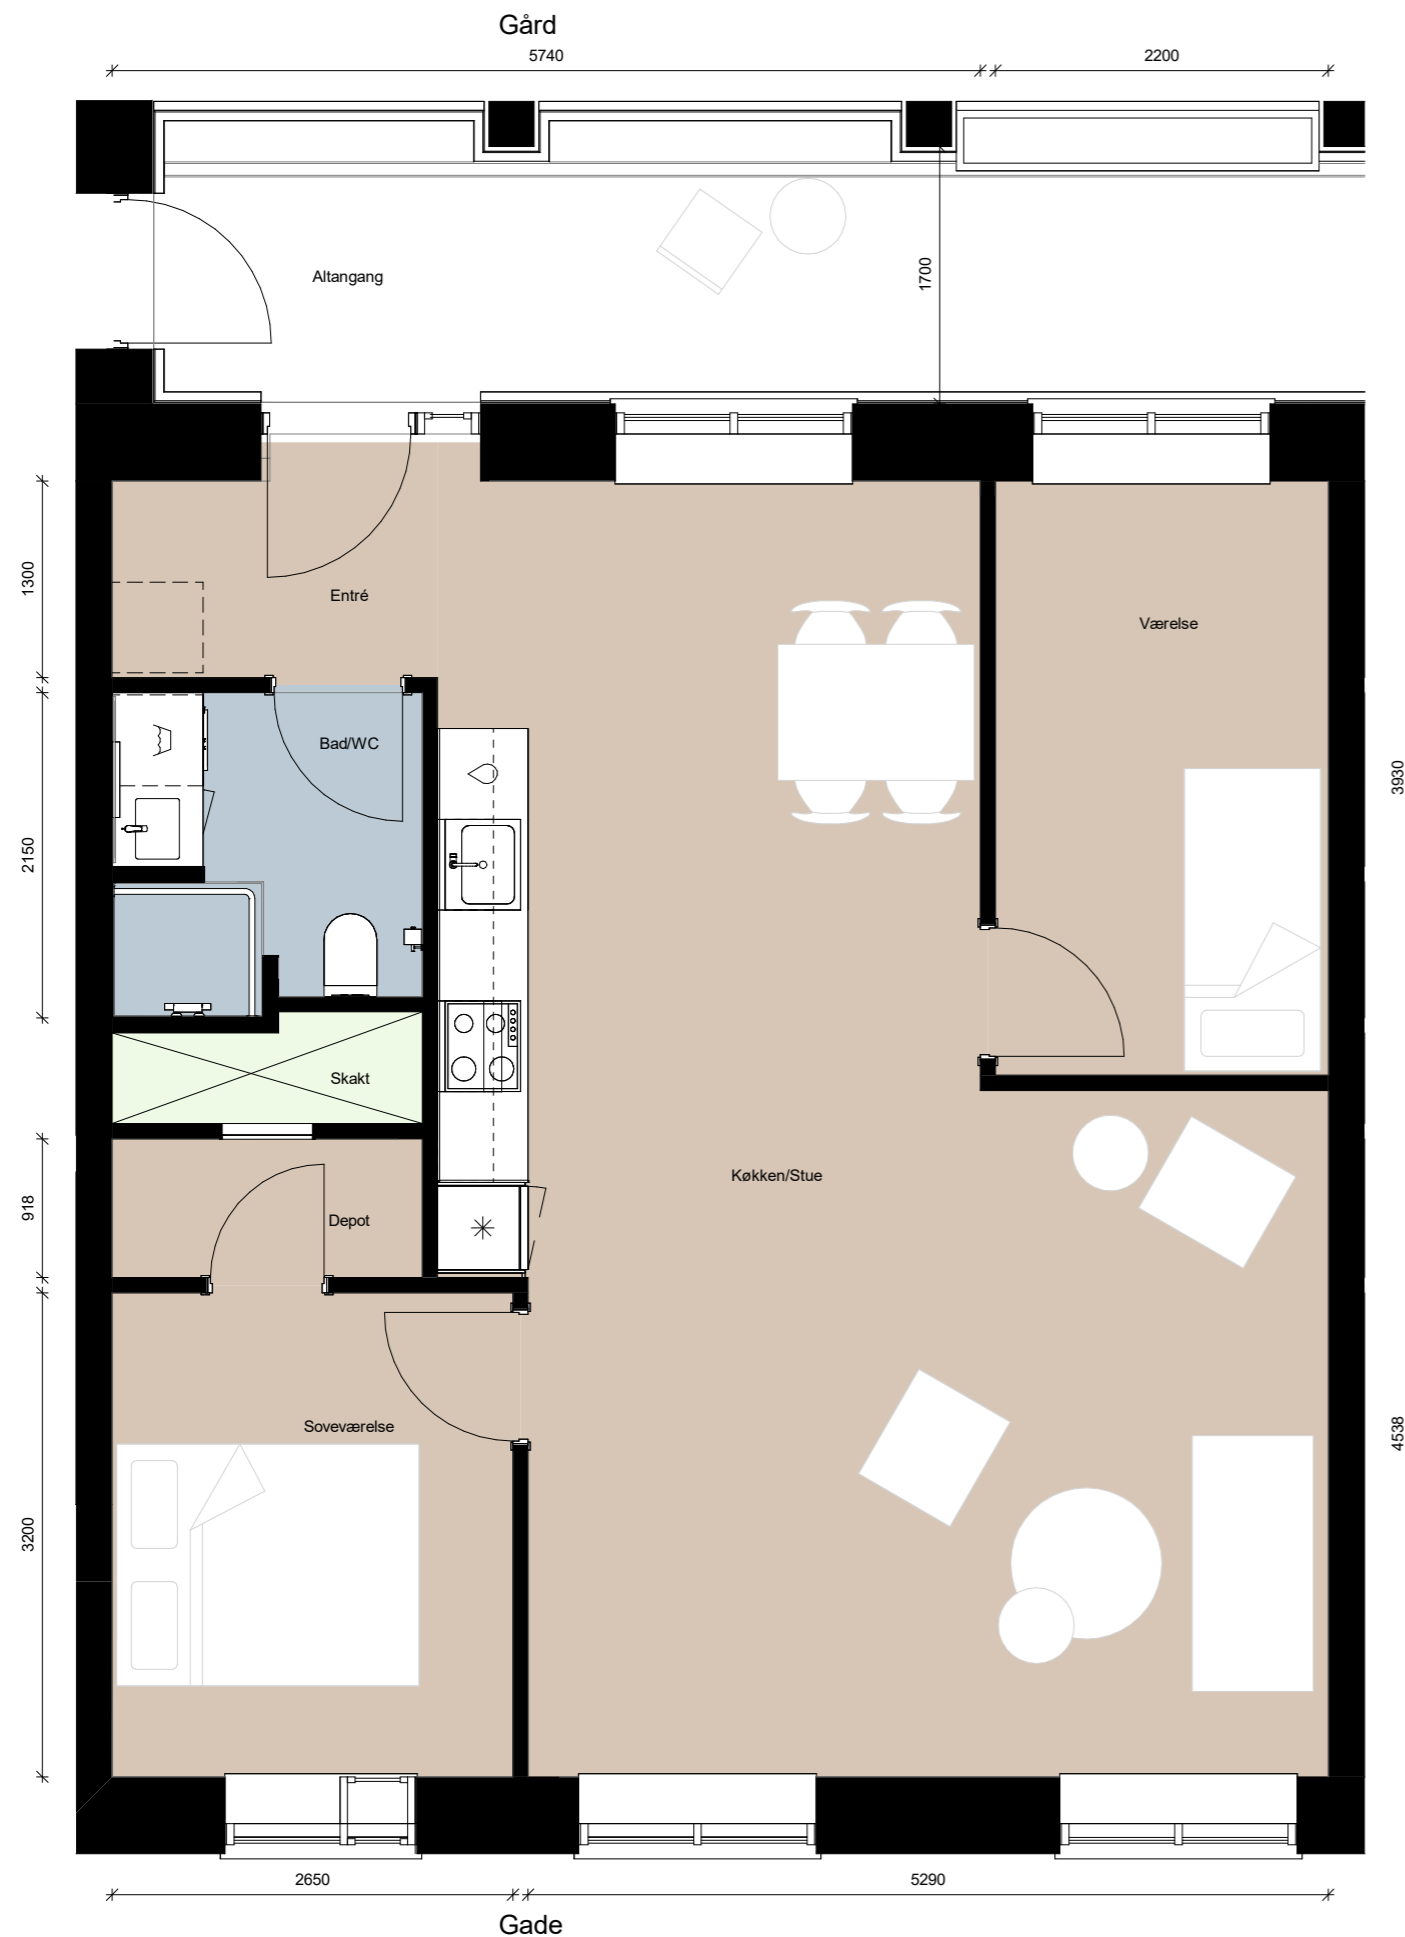 Gård
5740
2200
Altangang
1700
1300
Entré
Værelse
Bad/WC
3930
2150
Skakt
Køkken/Stue
918
Depot
Soveværelse
4538
3200
2650
5290
Gade